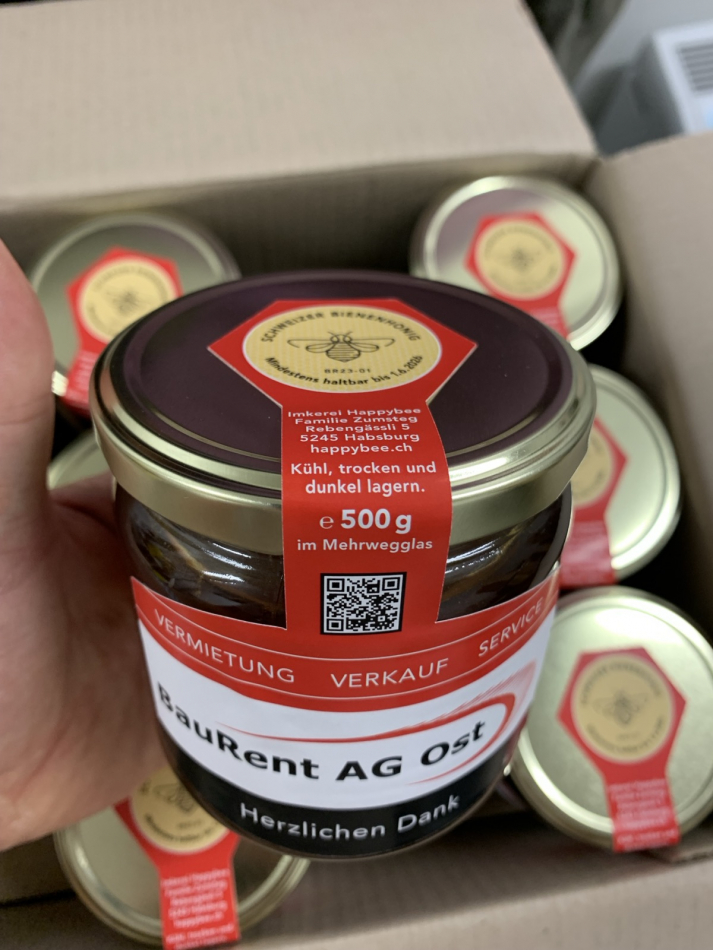 SCHWEIZER BIENENHONIG
BR23-01
Mindestens haltbar bis 1.6.2026
Imkerei Happybee
Familie Zumsteg
Rebengässli 5
5245 Habsburg
happybee.ch
Kühl, trocken und
dunkel lagern.
e 500 g
im Mehrwegglas
VERMIETUNG VERKAUF SERVICE
BauRent AG Ost
Herzlichen Dank